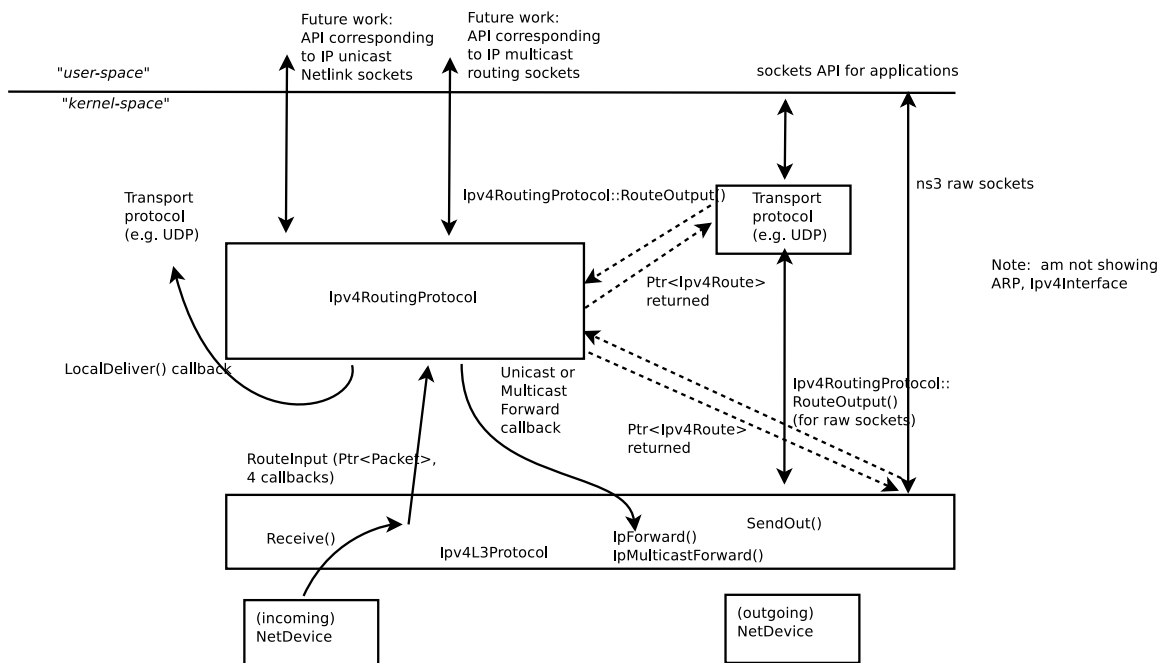 Future work:
API corresponding
to IP unicast
Netlink sockets
Future work:
API corresponding
to IP multicast
routing sockets
"user-space"
sockets API for applications
"kernel-space"
Transport
protocol
(e.g. UDP)
Ipv4RoutingProtocol::RouteOutput()
Transport
protocol
(e.g. UDP)
ns3 raw sockets
Ipv4RoutingProtocol
Ptr<Ipv4Route>
returned
Note:  am not showing
ARP, Ipv4Interface
LocalDeliver() callback
Unicast or
Multicast
Forward
callback
Ipv4RoutingProtocol::
RouteOutput()
(for raw sockets)
Ptr<Ipv4Route>
returned
RouteInput (Ptr<Packet>,
4 callbacks)
Receive()
Ipv4L3Protocol
IpForward()
IpMulticastForward()
SendOut()
(incoming)
NetDevice
(outgoing)
NetDevice